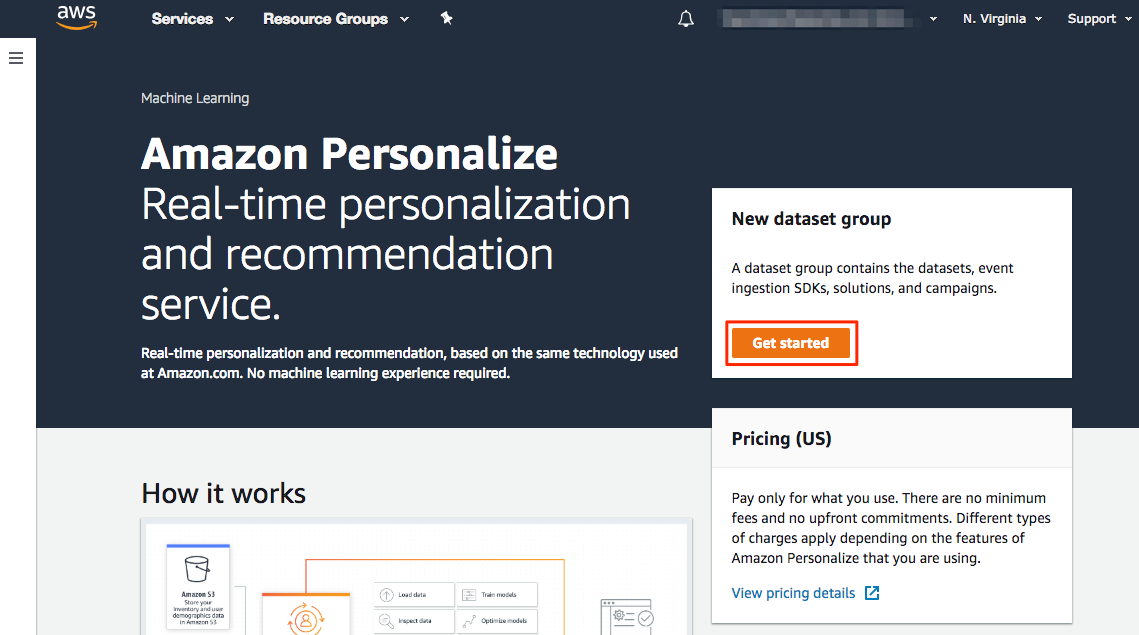 aws
Services
Resource Groups
N. Virginia
Support
Machine Learning
Amazon Personalize
Real-time personalization
and recommendation
service.
Real-time personalization and recommendation, based on the same technology used
at Amazon.com. No machine learning experience required.
New dataset group
A dataset group contains the datasets, event
ingestion SDKs, solutions, and campaigns.
Get started
Pricing (US)
Pay only for what you use. There are no minimum
fees and no upfront commitments. Different types
of charges apply depending on the features of
Amazon Personalize that you are using.
View pricing details
How it works
Amazon S3
Store your
inventory and user
demographics data
in Amazon S3
Load data
Train models
Inspect data
Optimize models